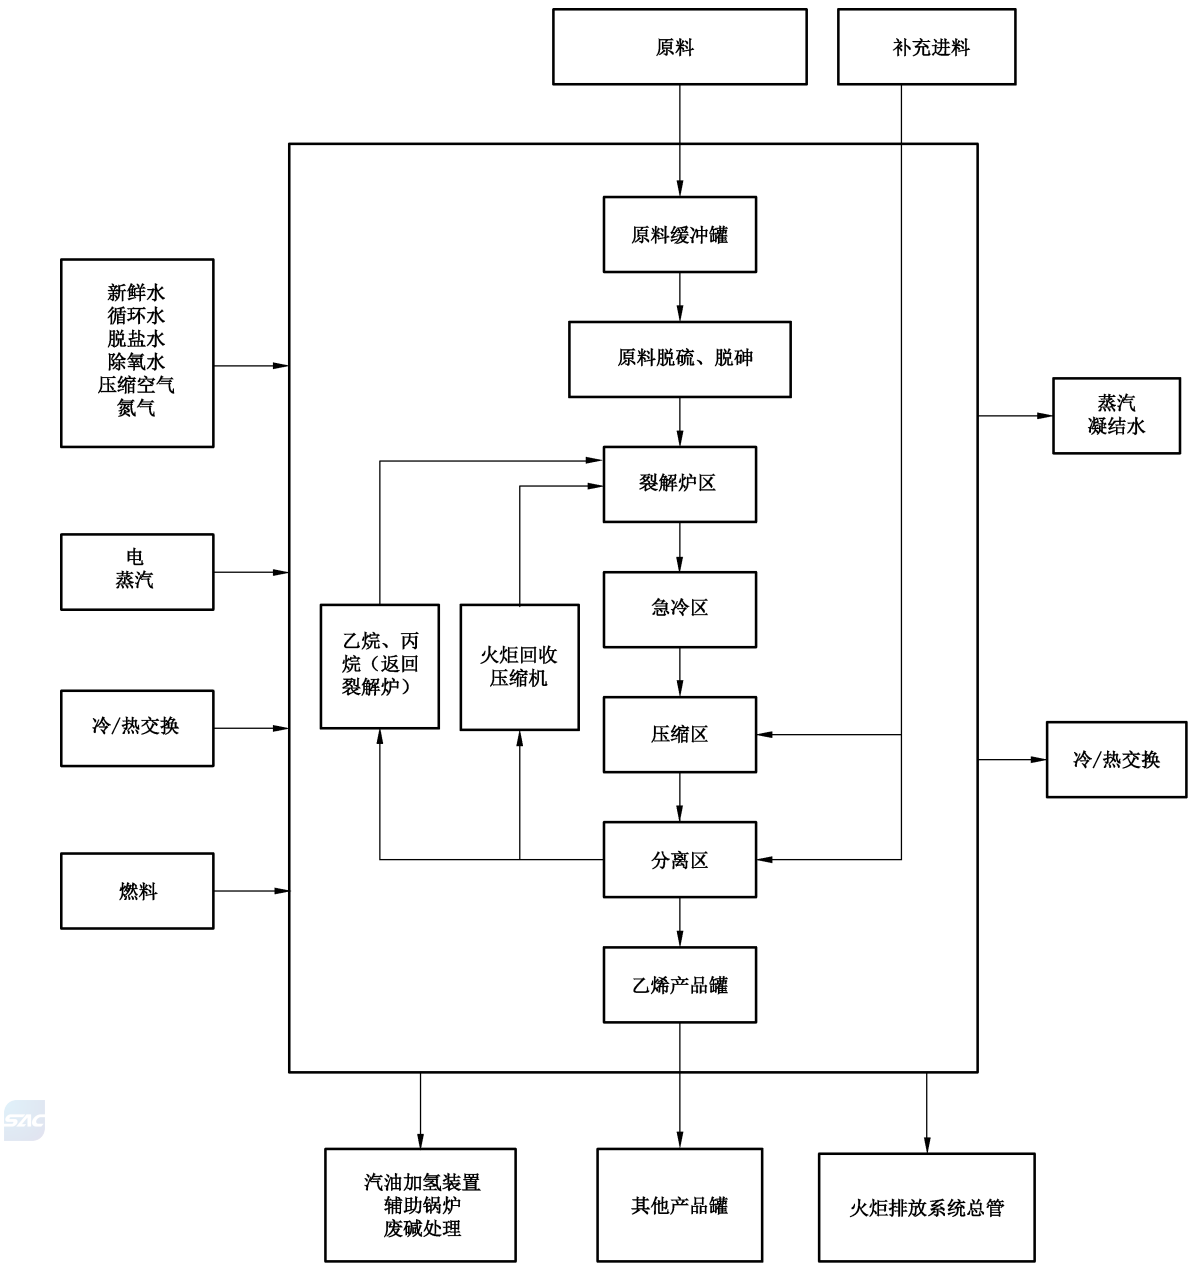 原料
补充进料
原料缓冲罐
新鲜水
循环水
脱盐水
除氧水
压缩空气
氮气
原料脱硫、脱砷
蒸汽
凝结水
裂解炉区
电
蒸汽
急冷区
乙烷、丙
烷（返回
裂解炉）
火炬回收
压缩机
冷/热交换
压缩区
冷/热交换
燃料
分离区
乙烯产品罐
SAC
汽油加氢装置
辅助锅炉
废碱处理
其他产品罐
火炬排放系统总管